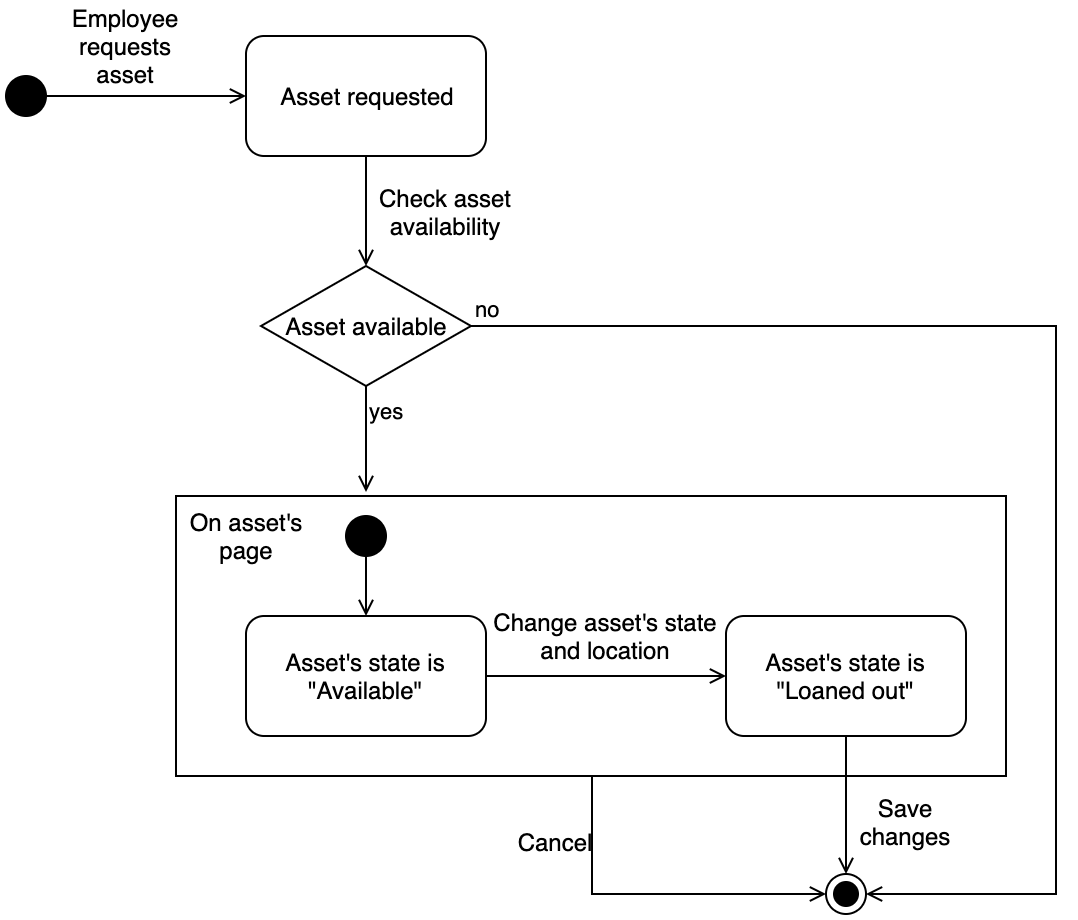 Employee
requests
asset
Asset requested
Check asset
availability
Asset available
no
yes
On asset's
page
Change asset's state
and location
Asset's state is
"Available"
Asset's state is
"Loaned out"
Save
changes
Cancel